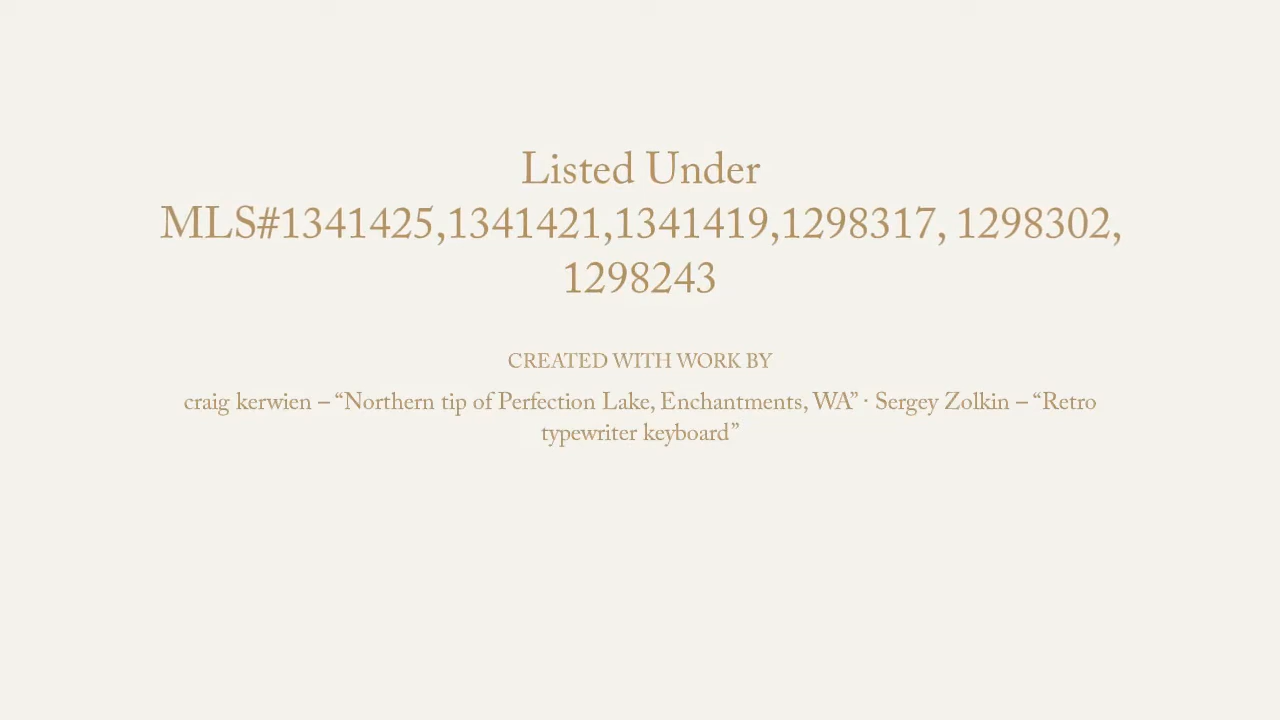 Listed Under
MLS#1341425,1341421,1341419,1298317, 1298302,
1298243
CREATED WITH WORK BY
craig kerwien – “Northern tip of Perfection Lake, Enchantments, WA” · Sergey Zolkin – “Retro
typewriter keyboard”